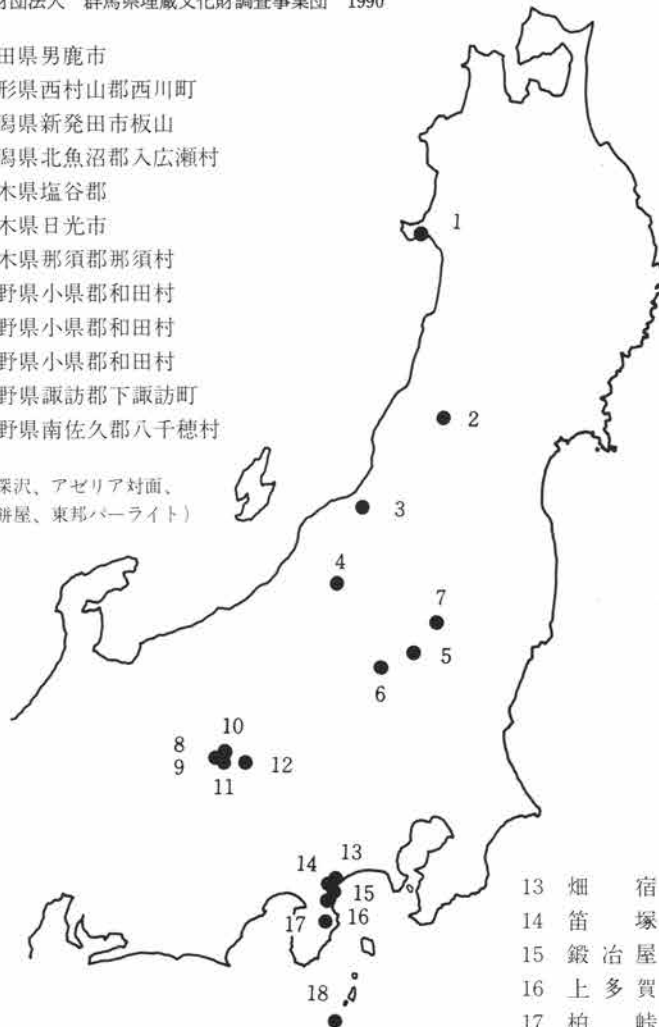 団法人 群馬県埋蔵文化財調査事業団 1990
田県男鹿市
形県西村山郡西川町
潟県新発田市板山
潟県北魚沼郡入広瀬村
木県塩谷郡
木県日光市
木県那須郡那須村
野県小県郡和田村
野県小県郡和田村
野県小県郡和田村
野県諏訪郡下諏訪町
野県南佐久郡八千穂村
深沢、アゼリア対面、
餅屋、東邦パーライト)
1
2
3
4
7
5
6
10
8
9
12
11
13
14
15
16
17
18
13 畑宿
14 笛塚
15 鍛冶屋
16 上多賀
17 柏峠